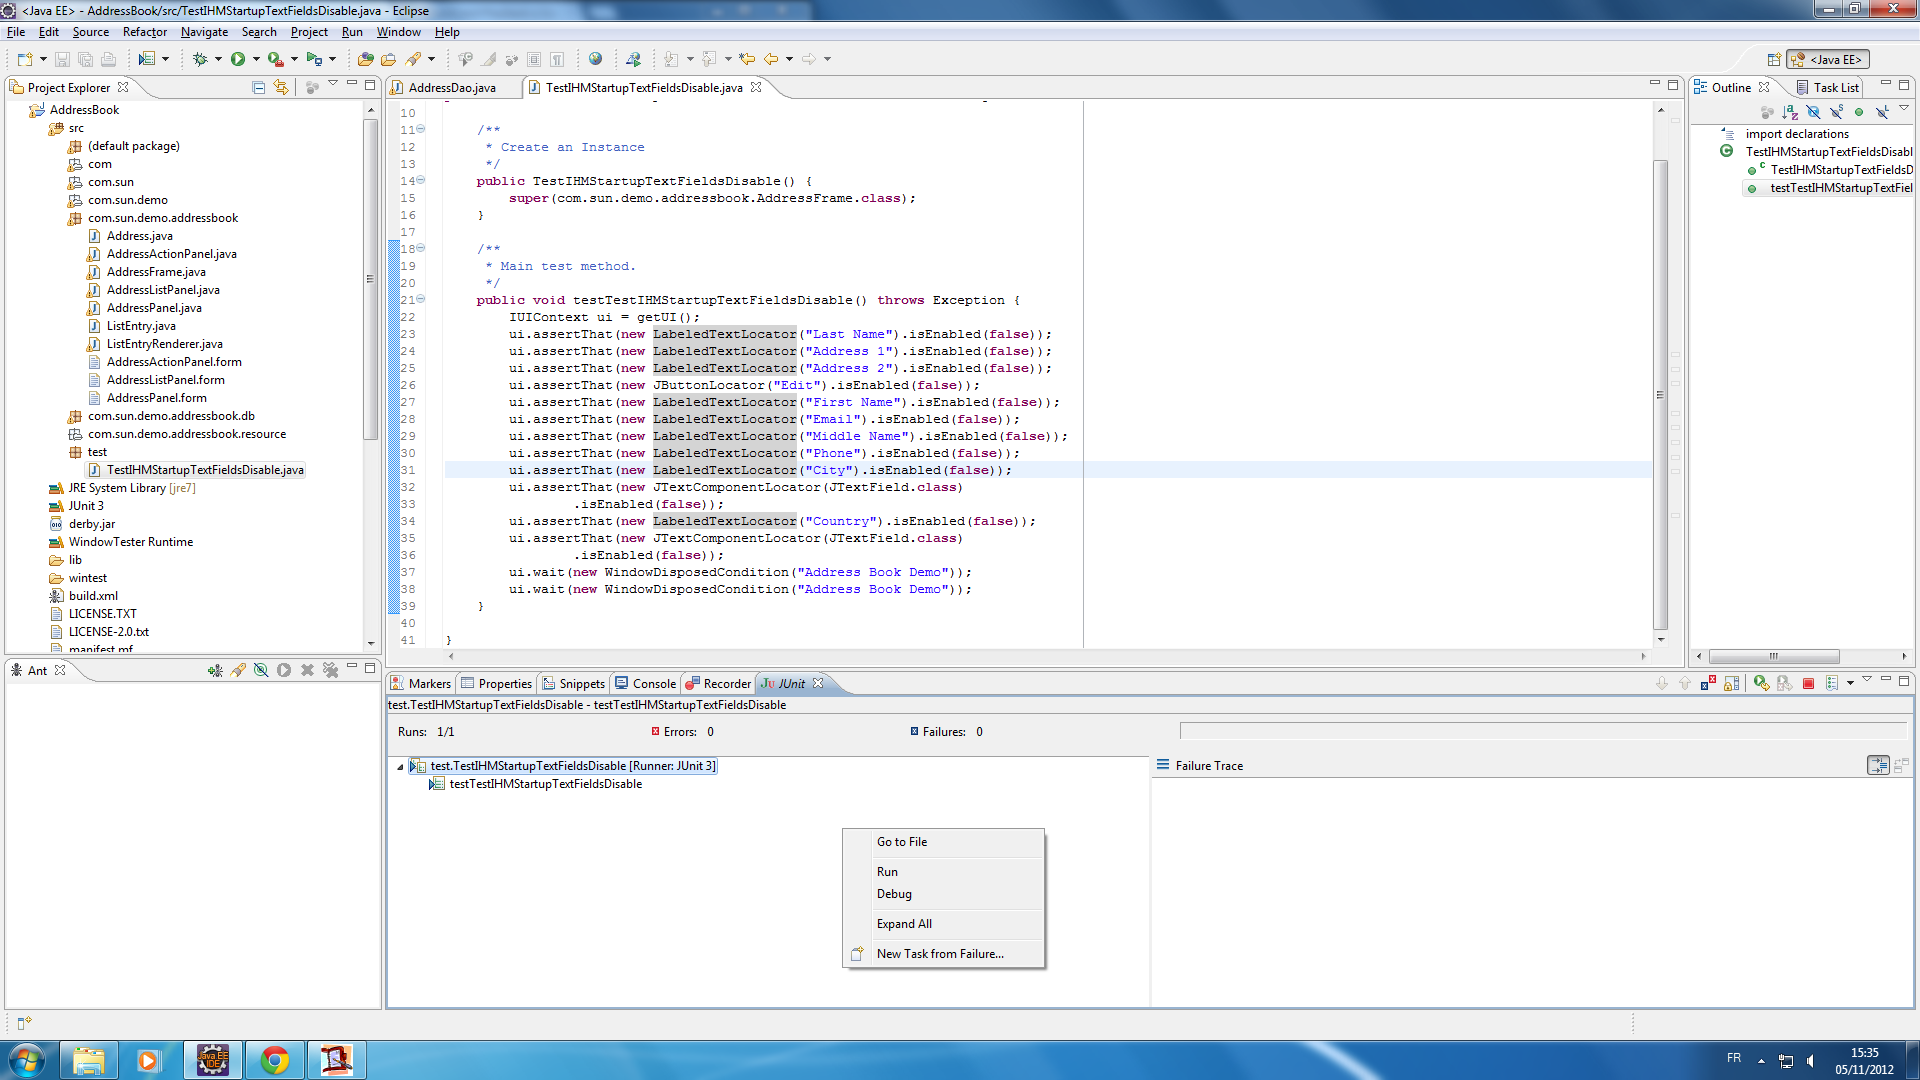 <Java EE> - AddressBook/src/TestIHMStartupTextFieldsDisable.java - Eclipse
File Edit Source Refactor Navigate Search Project Run Window Help
<Java EE>
Project Explorer
AddressBook
src
(default package)
com
com.sun
com.sun.demo
com.sun.demo.addressbook
Address.java
AddressActionPanel.java
AddressFrame.java
AddressListPanel.java
AddressPanel.java
ListEntry.java
ListEntryRenderer.java
AddressActionPanel.form
AddressListPanel.form
AddressPanel.form
com.sun.demo.addressbook.db
com.sun.demo.addressbook.resource
test
TestIHMStartupTextFieldsDisable.java
JRE System Library [jre7]
JUnit 3
derby.jar
WindowTester Runtime
lib
wintest
build.xml
LICENSE.TXT
LICENSE-2.0.txt
manifest.mf
Ant
AddressDao.java
TestIHMStartupTextFieldsDisable.java
10
11 /**
12 * Create an Instance
13 */
14 public TestIHMStartupTextFieldsDisable() {
15 super(com.sun.demo.addressbook.AddressFrame.class);
16 }
17
18 /**
19 * Main test method.
20 */
21 public void testTestIHMStartupTextFieldsDisable() throws Exception {
22 IUIContext ui = getUI();
23 ui.assertThat(new LabeledTextLocator("Last Name").isEnabled(false));
24 ui.assertThat(new LabeledTextLocator("Address 1").isEnabled(false));
25 ui.assertThat(new LabeledTextLocator("Address 2").isEnabled(false));
26 ui.assertThat(new JButtonLocator("Edit").isEnabled(false));
27 ui.assertThat(new LabeledTextLocator("First Name").isEnabled(false));
28 ui.assertThat(new LabeledTextLocator("Email").isEnabled(false));
29 ui.assertThat(new LabeledTextLocator("Middle Name").isEnabled(false));
30 ui.assertThat(new LabeledTextLocator("Phone").isEnabled(false));
31 ui.assertThat(new LabeledTextLocator("City").isEnabled(false));
32 ui.assertThat(new JTextComponentLocator(JTextField.class)
33 .isEnabled(false));
34 ui.assertThat(new LabeledTextLocator("Country").isEnabled(false));
35 ui.assertThat(new JTextComponentLocator(JTextField.class)
36 .isEnabled(false));
37 ui.wait(new WindowDisposedCondition("Address Book Demo"));
38 ui.wait(new WindowDisposedCondition("Address Book Demo"));
39 }
40
41 }
Outline Task List
import declarations
TestIHMStartupTextFieldsDisabl
TestIHMStartupTextFieldsD
testTestIHMStartupTextFiel
Markers Properties Snippets Console Recorder JUnit
test.TestIHMStartupTextFieldsDisable - testTestIHMStartupTextFieldsDisable
Runs: 1/1 Errors: 0 Failures: 0
test.TestIHMStartupTextFieldsDisable [Runner: JUnit 3]
testTestIHMStartupTextFieldsDisable
Failure Trace
Go to File
Run
Debug
Expand All
New Task from Failure...
FR
15:35
05/11/2012